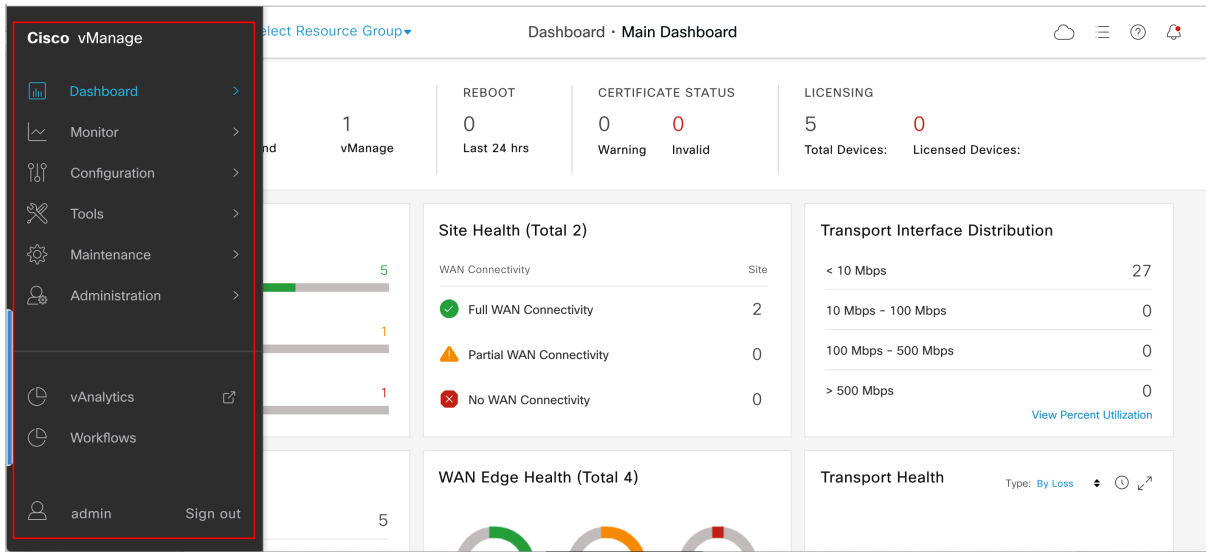 Cisco vManage
Dashboard
Monitor
Configuration
Tools
Maintenance
Administration
vAnalytics
Workflows
admin Sign out
Resource Group
Dashboard · Main Dashboard
1
vManage
REBOOT
0
Last 24 hrs
CERTIFICATE STATUS
0 0
Warning Invalid
LICENSING
5 0
Total Devices: Licensed Devices:
5
1
1
Site Health (Total 2)
WAN Connectivity Site
Full WAN Connectivity 2
Partial WAN Connectivity 0
No WAN Connectivity 0
Transport Interface Distribution
< 10 Mbps 27
10 Mbps - 100 Mbps 0
100 Mbps - 500 Mbps 0
> 500 Mbps 0
View Percent Utilization
5
WAN Edge Health (Total 4)
Transport Health Type: By Loss